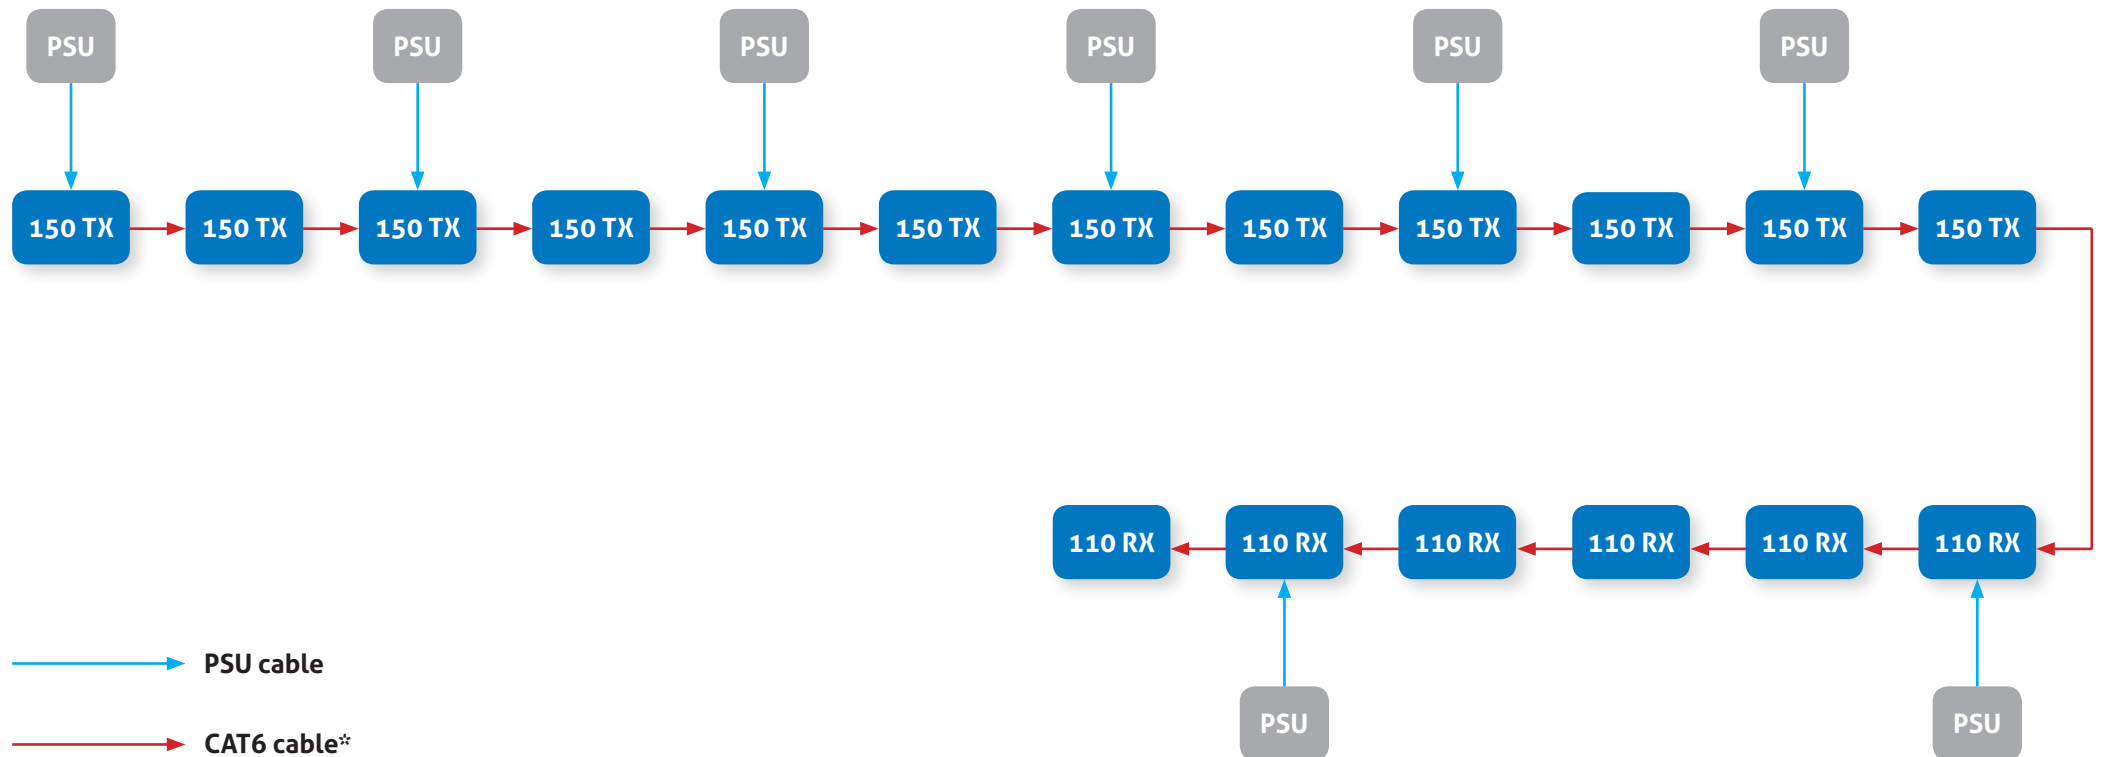 PSU PSU PSU PSU PSU PSU
150 TX 150 TX 150 TX 150 TX 150 TX 150 TX 150 TX 150 TX 150 TX 150 TX 150 TX 150 TX
110 RX 110 RX 110 RX 110 RX 110 RX 110 RX
PSU cable
PSU PSU
CAT6 cable*